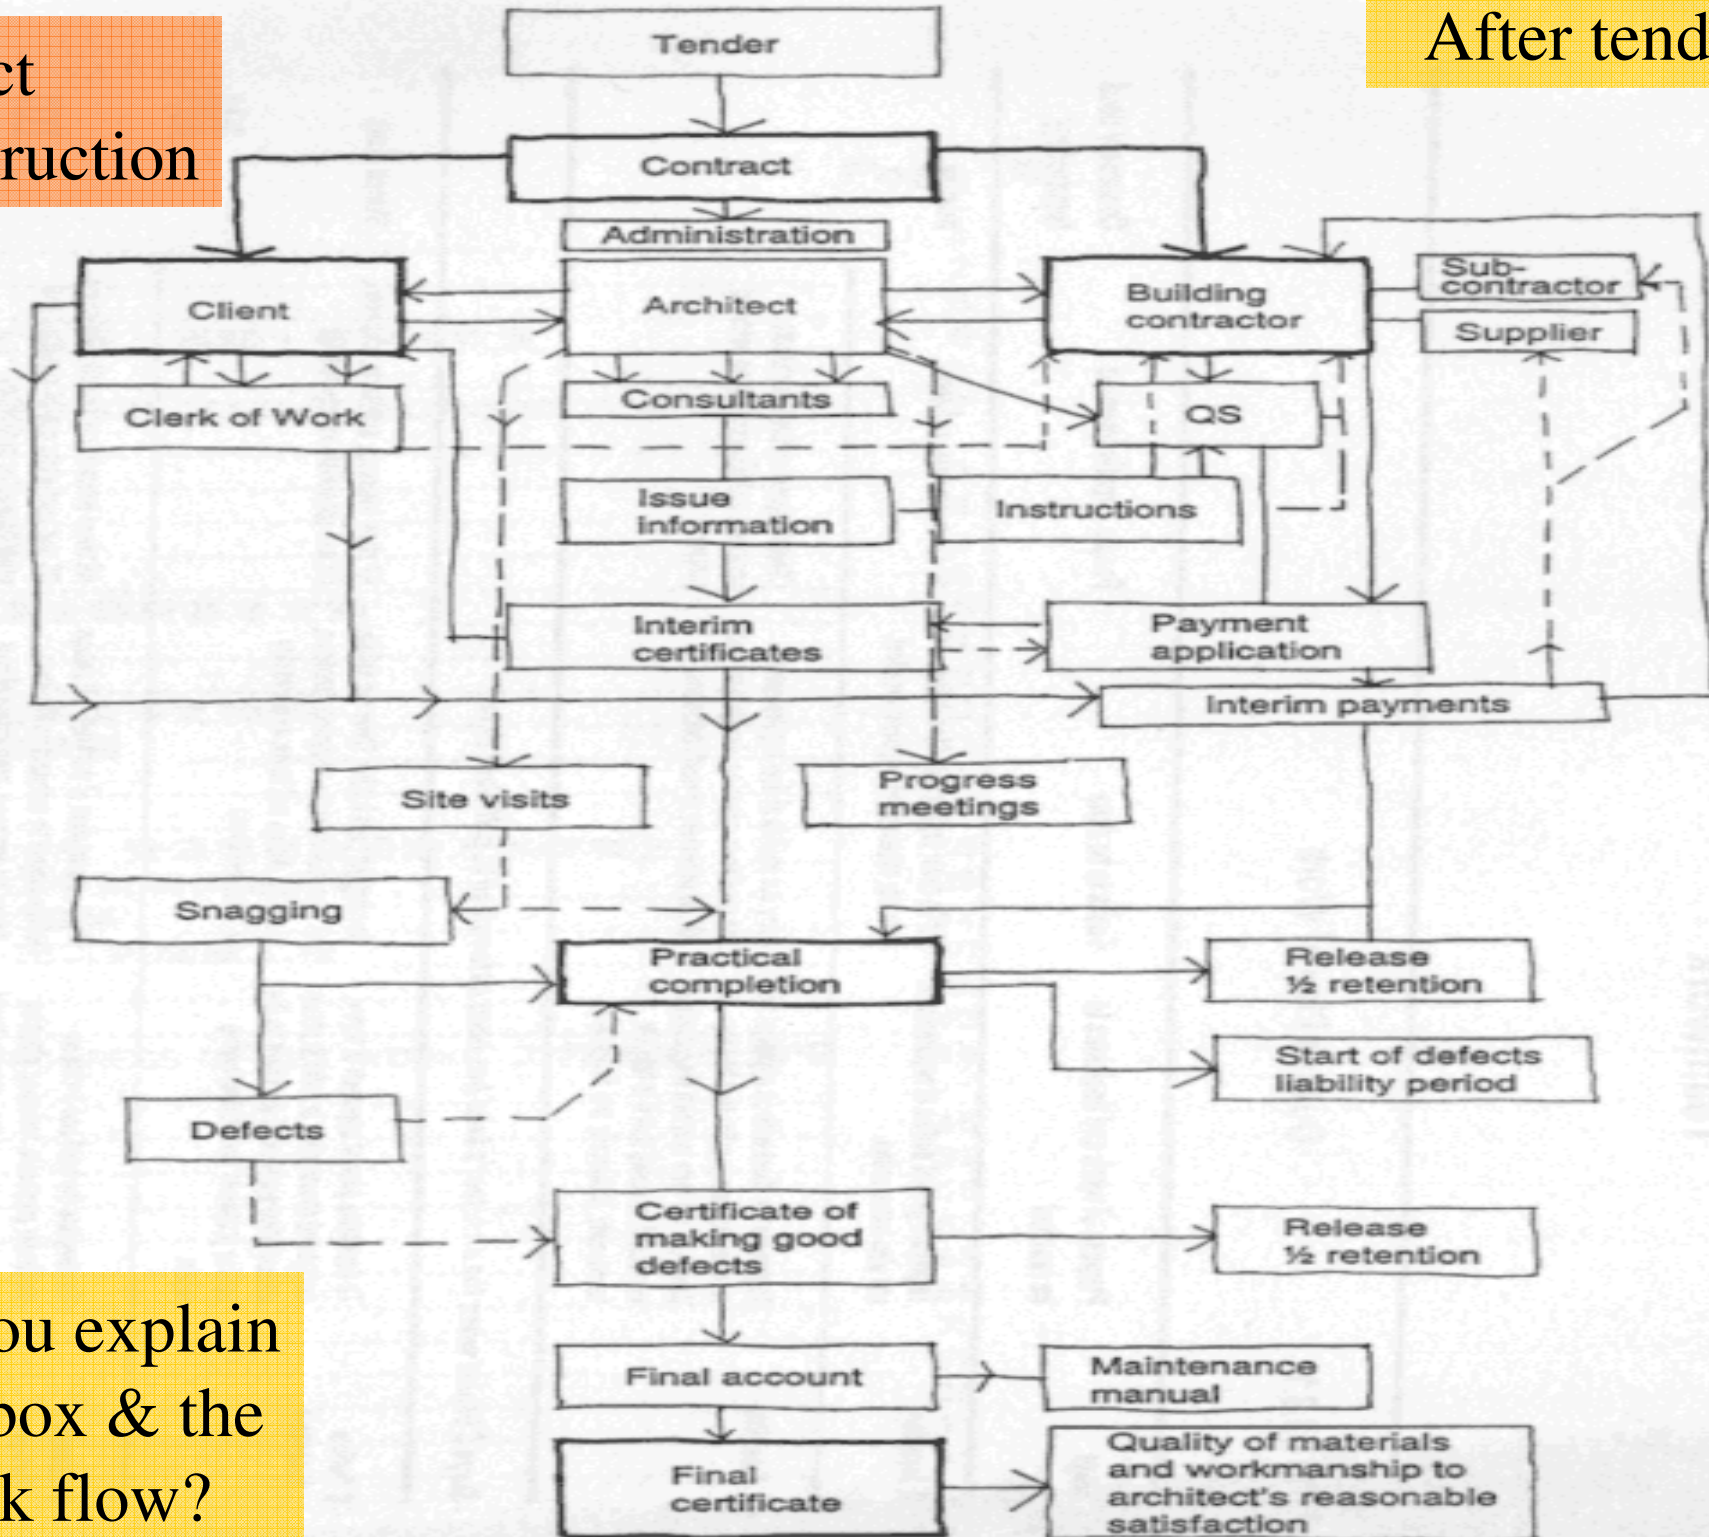 After tend
ct
ruction
Tender
Contract
Administration
Client
Architect
Building
contractor
Sub-
contractor
Supplier
Clerk of Work
Consultants
QS
Issue
information
Instructions
Interim
certificates
Payment
application
Interim payments
Site visits
Progress
meetings
Snagging
Practical
completion
Release
½ retention
Start of defects
liability period
Defects
Certificate of
making good
defects
Release
½ retention
ou explain
box & the
k flow?
Final account
Maintenance
manual
Final
certificate
Quality of materials
and workmanship to
architect's reasonable
satisfaction